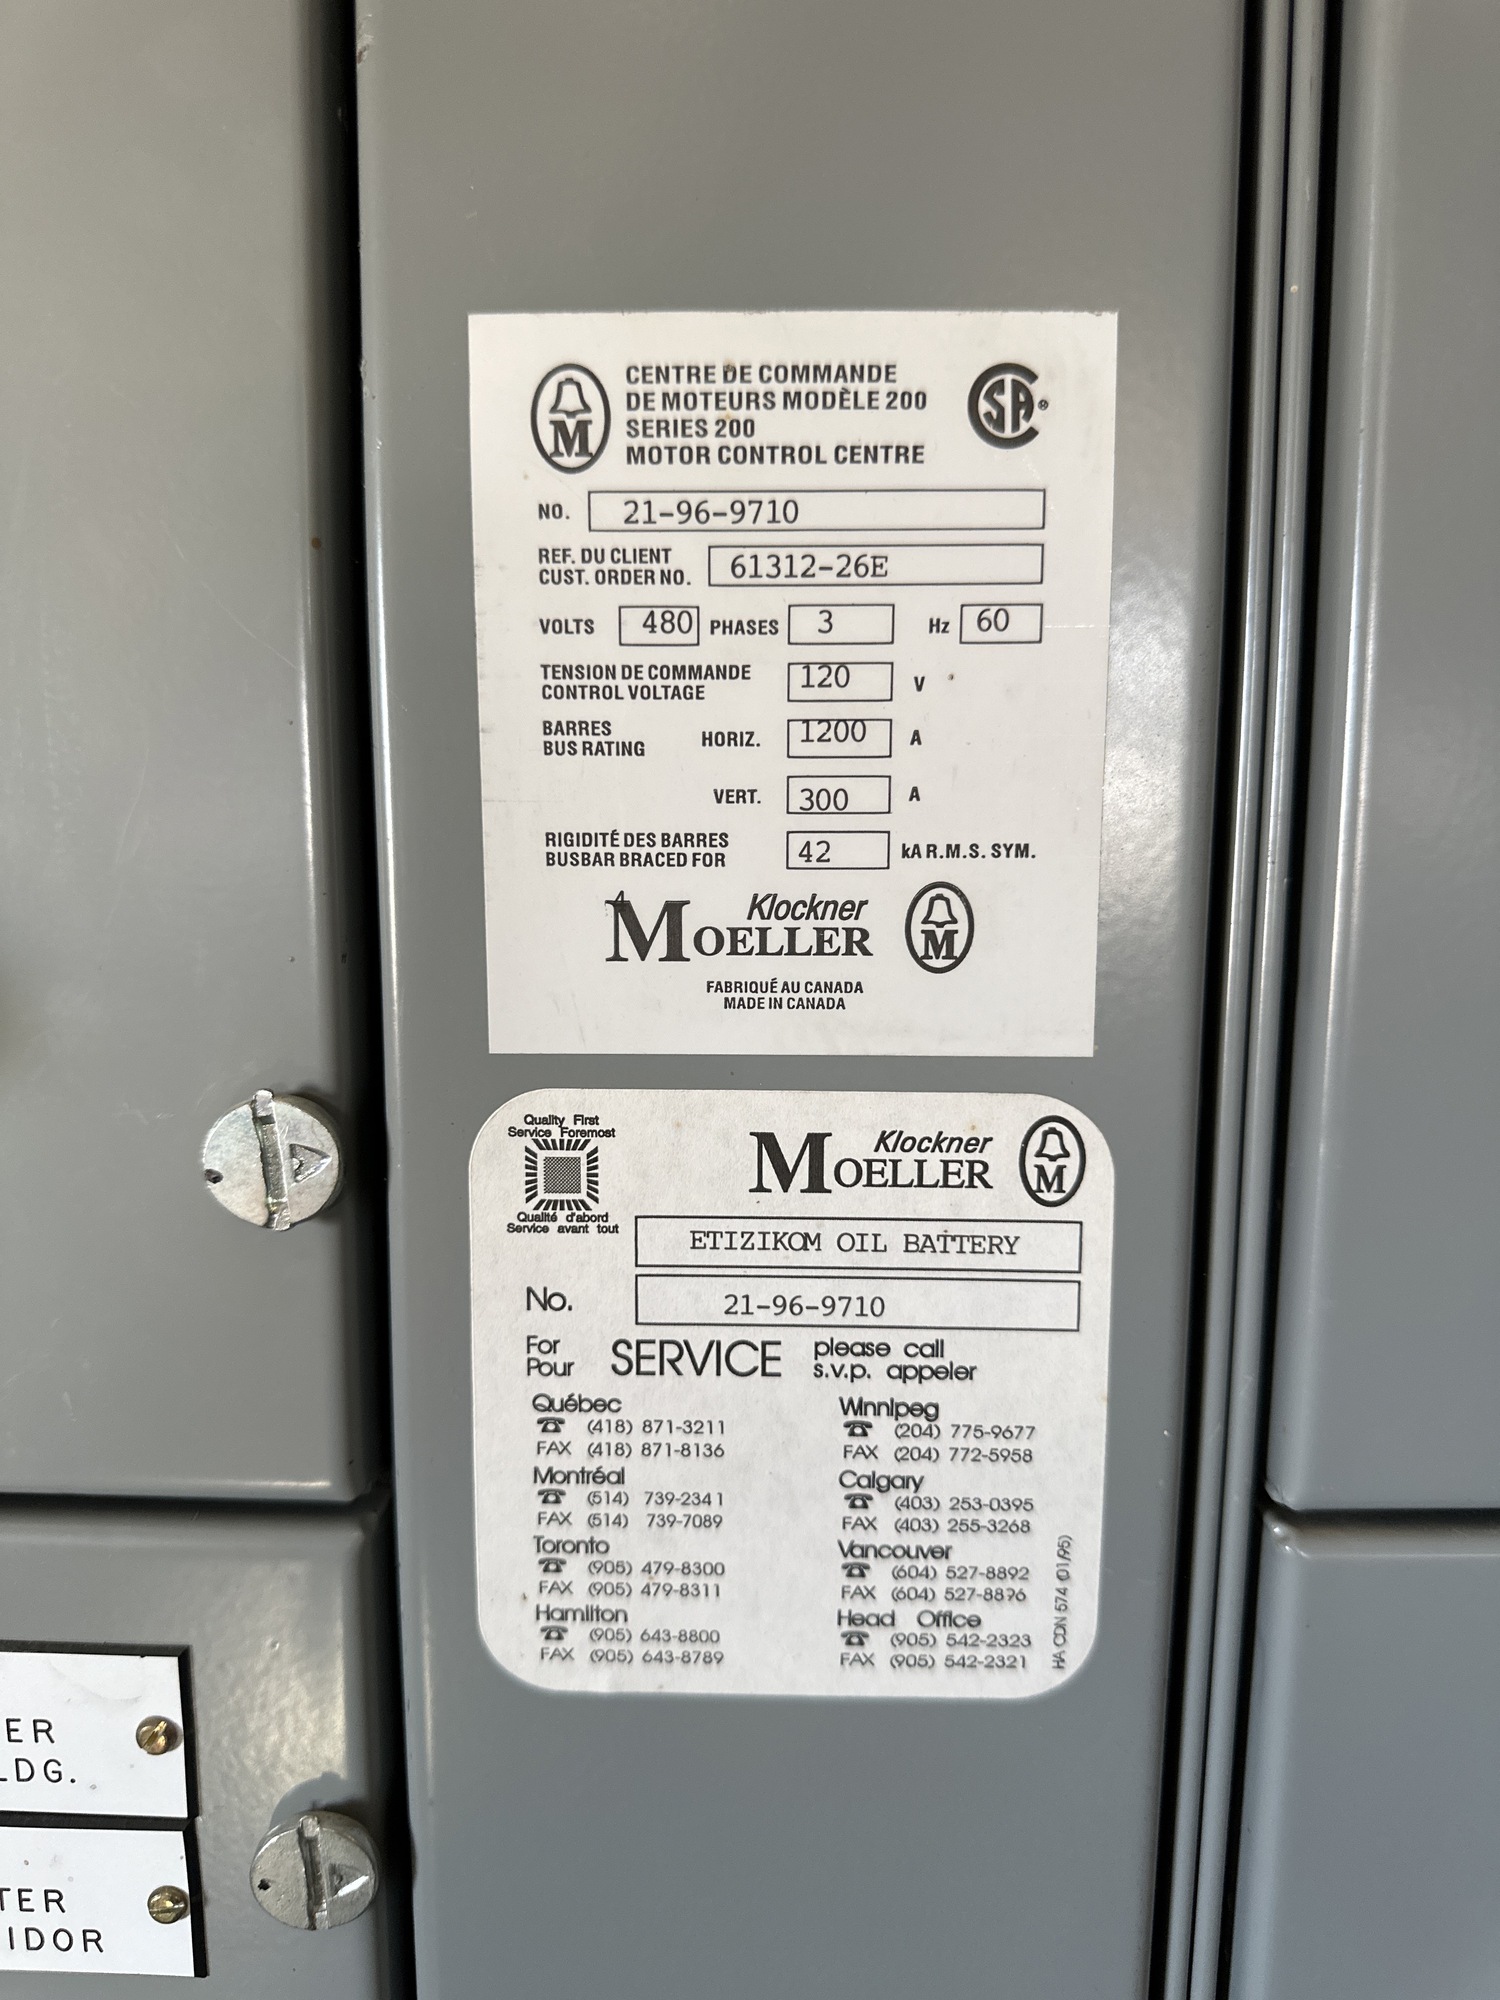 CENTRE DE COMMANDE
DE MOTEURS MODÈLE 200
SERIES 200
MOTOR CONTROL CENTRE
M
CSA®
NO. 21-96-9710
REF. DU CLIENT
CUST. ORDER NO. 61312-26E
VOLTS 480 PHASES 3 Hz 60
TENSION DE COMMANDE
CONTROL VOLTAGE 120 V
BARRES
BUS RATING HORIZ. 1200 A
VERT. 300 A
RIGIDITÉ DES BARRES
BUSBAR BRACED FOR 42 kA R.M.S. SYM.
4
Klockner
MOELLER M
FABRIQUÉ AU CANADA
MADE IN CANADA
Quality First
Service Foremost
Qualité d'abord
Service avant tout
Klockner
MOELLER M
ETIZIKOM OIL BATTERY
No. 21-96-9710
For
Pour
SERVICE
please call
s.v.p. appeler
Québec
☎ (418) 871-3211
FAX (418) 871-8136
Montréal
☎ (514) 739-2341
FAX (514) 739-7089
Toronto
☎ (905) 479-8300
FAX (905) 479-8311
Hamilton
☎ (905) 643-8800
FAX (905) 643-8789
Winnipeg
☎ (204) 775-9677
FAX (204) 772-5958
Calgary
☎ (403) 253-0395
FAX (403) 255-3268
Vancouver
☎ (604) 527-8892
FAX (604) 527-8896
Head Office
☎ (905) 542-2323
FAX (905) 542-2321
HA CDN 574 (01/95)
ER
LDG.
TER
IDOR